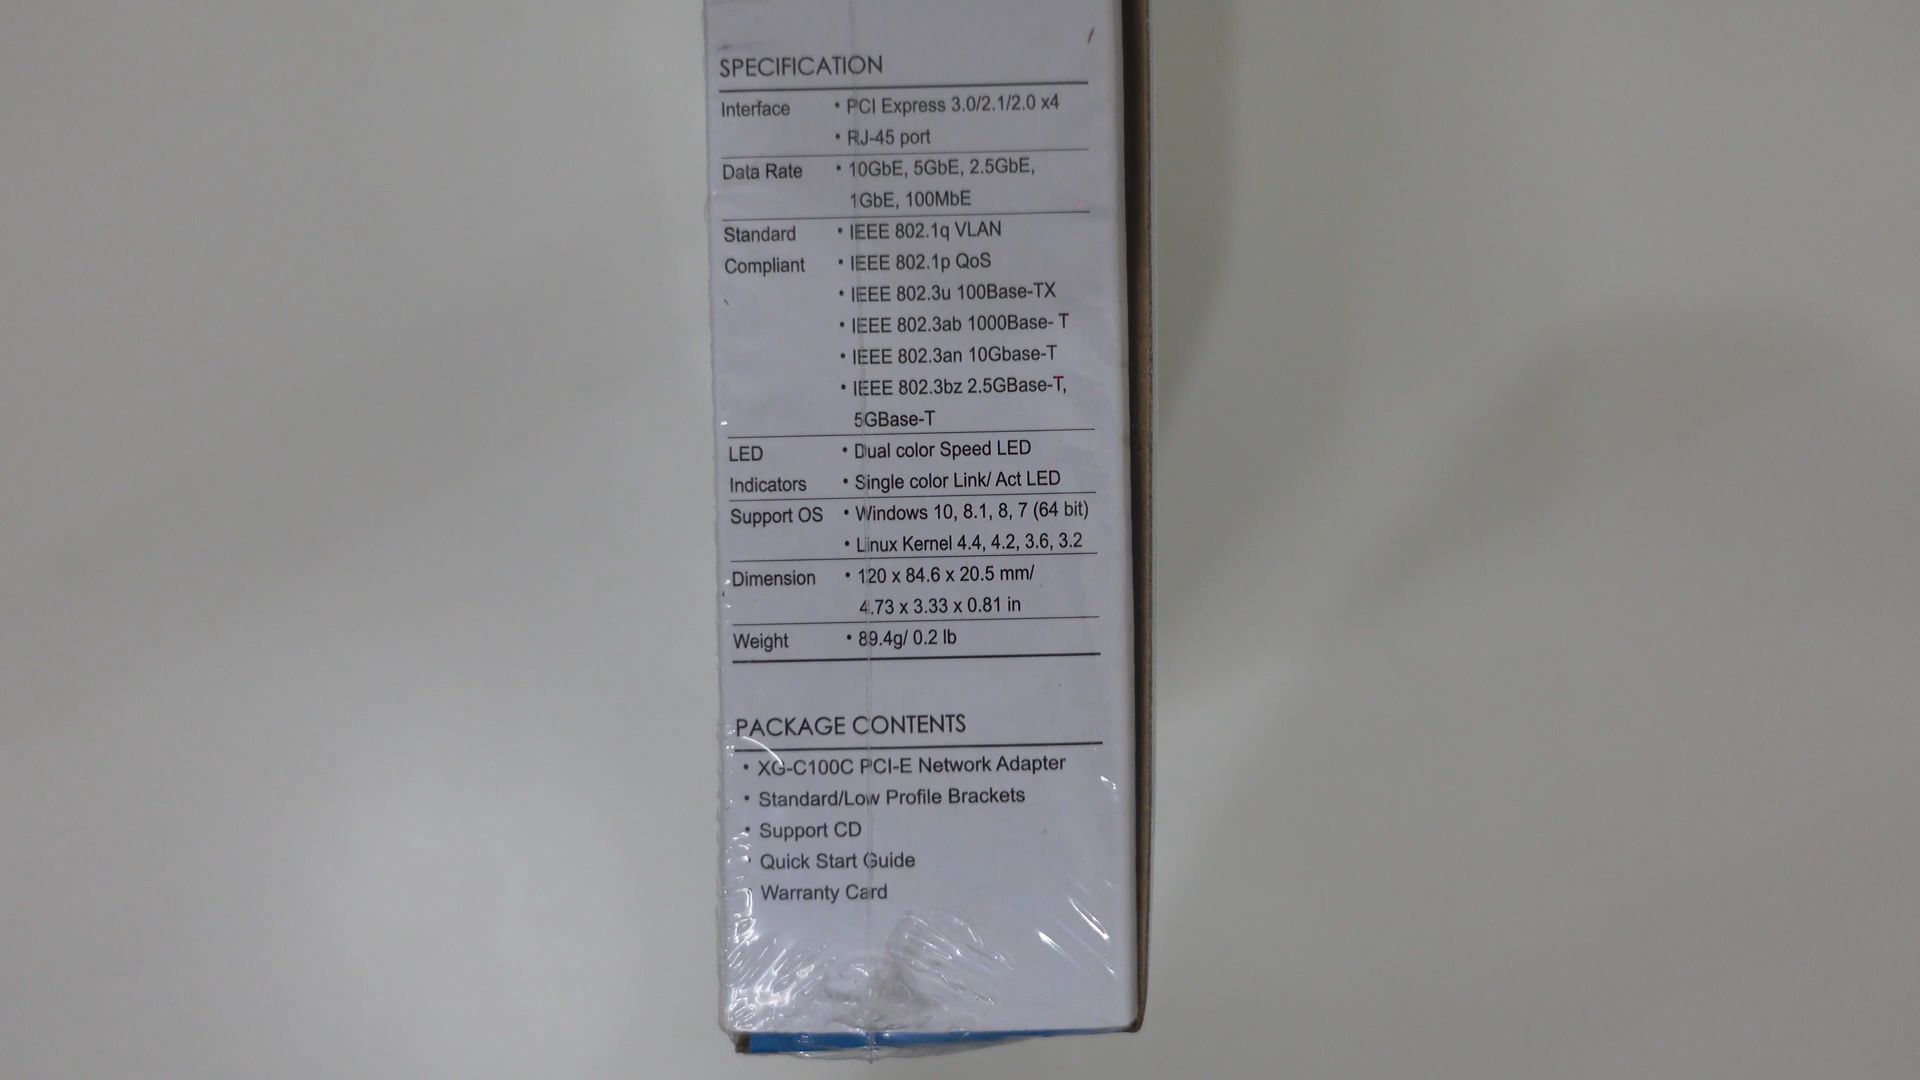 SPECIFICATION
Interface • PCI Express 3.0/2.1/2.0 x4
• RJ-45 port
Data Rate • 10GbE, 5GbE, 2.5GbE,
1GbE, 100MbE
Standard • IEEE 802.1q VLAN
Compliant • IEEE 802.1p QoS
• IEEE 802.3u 100Base-TX
• IEEE 802.3ab 1000Base- T
• IEEE 802.3an 10Gbase-T
• IEEE 802.3bz 2.5GBase-T,
5GBase-T
LED • Dual color Speed LED
Indicators • Single color Link/ Act LED
Support OS • Windows 10, 8.1, 8, 7 (64 bit)
• Linux Kernel 4.4, 4.2, 3.6, 3.2
Dimension • 120 x 84.6 x 20.5 mm/
4.73 x 3.33 x 0.81 in
Weight • 89.4g/ 0.2 lb
PACKAGE CONTENTS
• XG-C100C PCI-E Network Adapter
• Standard/Low Profile Brackets
• Support CD
• Quick Start Guide
• Warranty Card